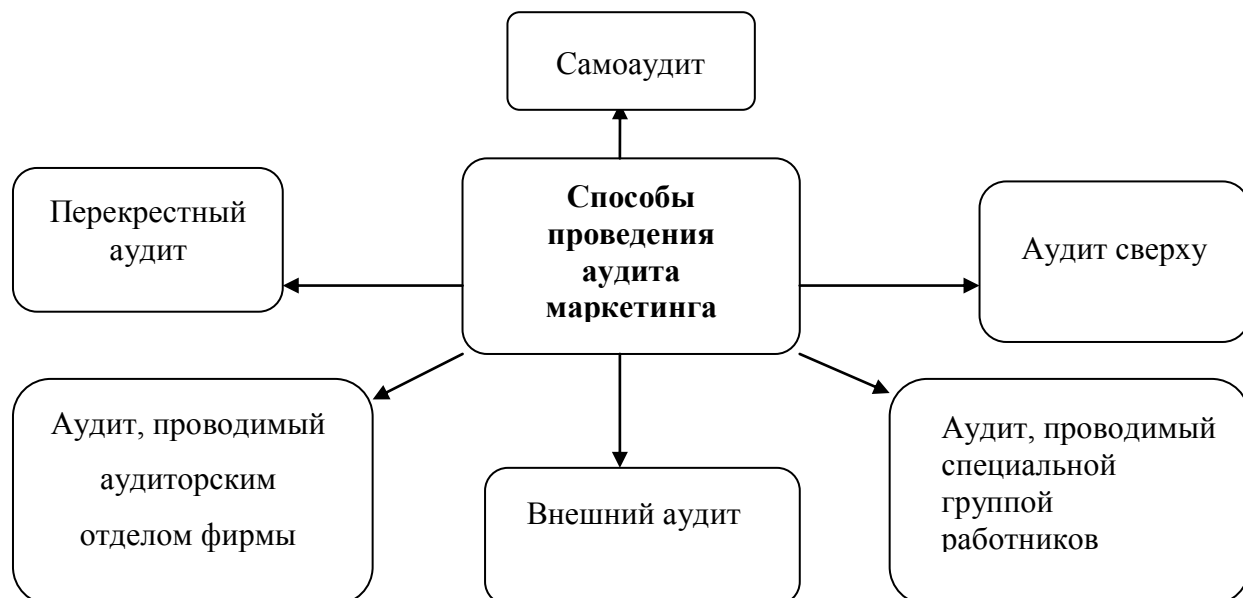 Самоаудит
Перекрестный
аудит
Способы
проведения
аудита
маркетинга
Аудит сверху
Аудит, проводимый
аудиторским
отделом фирмы
Внешний аудит
Аудит, проводимый
специальной
группой
работников